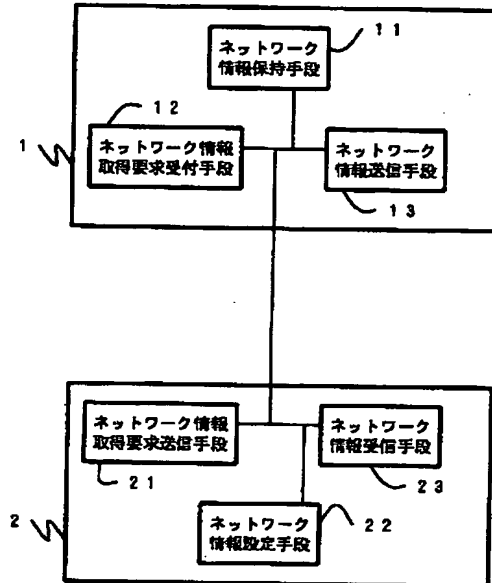 ネットワーク
情報保持手段
11
12
1
ネットワーク情報
取得要求受付手段
ネットワーク
情報送信手段
13
ネットワーク情報
取得要求送信手段
21
ネットワーク
情報受信手段
23
2
ネットワーク
情報設定手段
22